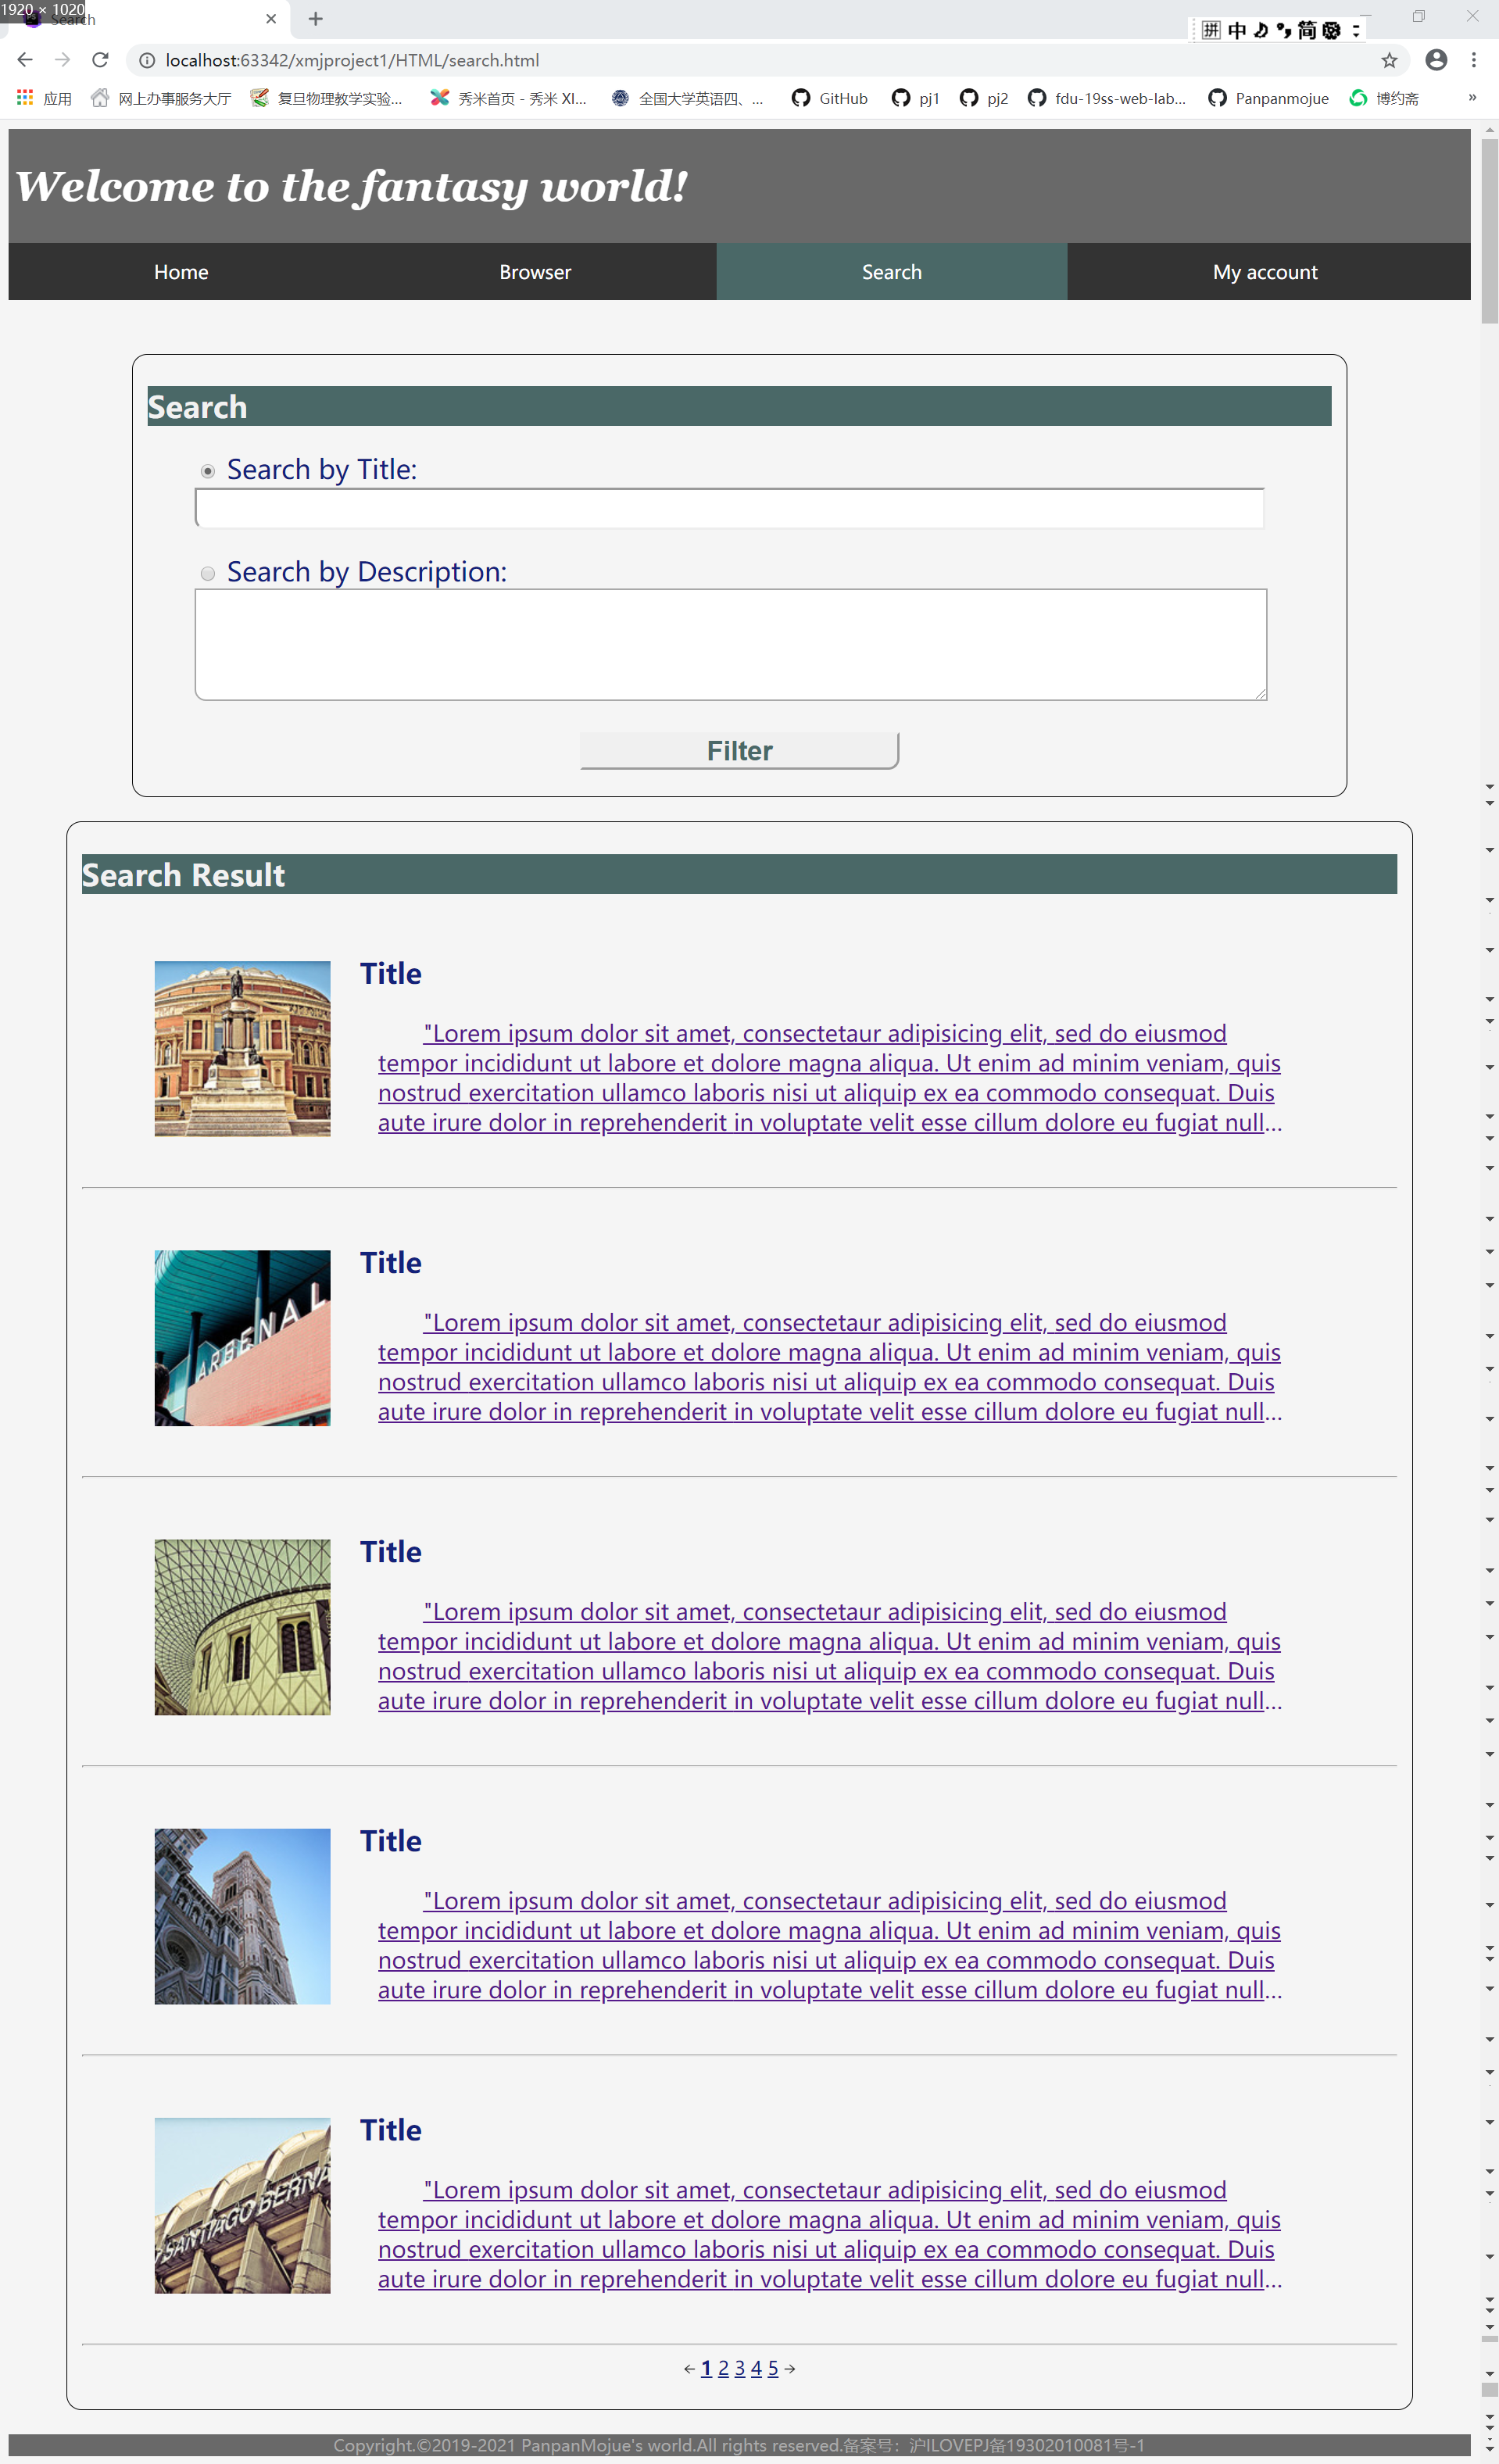 1920 × 1020
Search
拼 中 简
localhost:63342/xmjproject1/HTML/search.html
应用 网上办事服务大厅 复旦物理教学实验... 秀米首页 - 秀米 XI... 全国大学英语四、... GitHub pj1 pj2 fdu-19ss-web-lab... Panpanmojue 博约斋 »
Welcome to the fantasy world!
Home Browser Search My account
Search
Search by Title:
Search by Description:
Filter
Search Result
Title
"Lorem ipsum dolor sit amet, consectetaur adipisicing elit, sed do eiusmod
tempor incididunt ut labore et dolore magna aliqua. Ut enim ad minim veniam, quis
nostrud exercitation ullamco laboris nisi ut aliquip ex ea commodo consequat. Duis
aute irure dolor in reprehenderit in voluptate velit esse cillum dolore eu fugiat null...
ARBENAL
Title
"Lorem ipsum dolor sit amet, consectetaur adipisicing elit, sed do eiusmod
tempor incididunt ut labore et dolore magna aliqua. Ut enim ad minim veniam, quis
nostrud exercitation ullamco laboris nisi ut aliquip ex ea commodo consequat. Duis
aute irure dolor in reprehenderit in voluptate velit esse cillum dolore eu fugiat null...
Title
"Lorem ipsum dolor sit amet, consectetaur adipisicing elit, sed do eiusmod
tempor incididunt ut labore et dolore magna aliqua. Ut enim ad minim veniam, quis
nostrud exercitation ullamco laboris nisi ut aliquip ex ea commodo consequat. Duis
aute irure dolor in reprehenderit in voluptate velit esse cillum dolore eu fugiat null...
Title
"Lorem ipsum dolor sit amet, consectetaur adipisicing elit, sed do eiusmod
tempor incididunt ut labore et dolore magna aliqua. Ut enim ad minim veniam, quis
nostrud exercitation ullamco laboris nisi ut aliquip ex ea commodo consequat. Duis
aute irure dolor in reprehenderit in voluptate velit esse cillum dolore eu fugiat null...
SANTIAGO BERNA
Title
"Lorem ipsum dolor sit amet, consectetaur adipisicing elit, sed do eiusmod
tempor incididunt ut labore et dolore magna aliqua. Ut enim ad minim veniam, quis
nostrud exercitation ullamco laboris nisi ut aliquip ex ea commodo consequat. Duis
aute irure dolor in reprehenderit in voluptate velit esse cillum dolore eu fugiat null...
← 1 2 3 4 5 →
Copyright.©2019-2021 PanpanMojue's world.All rights reserved.备案号：沪ILOVEPJ备19302010081号-1